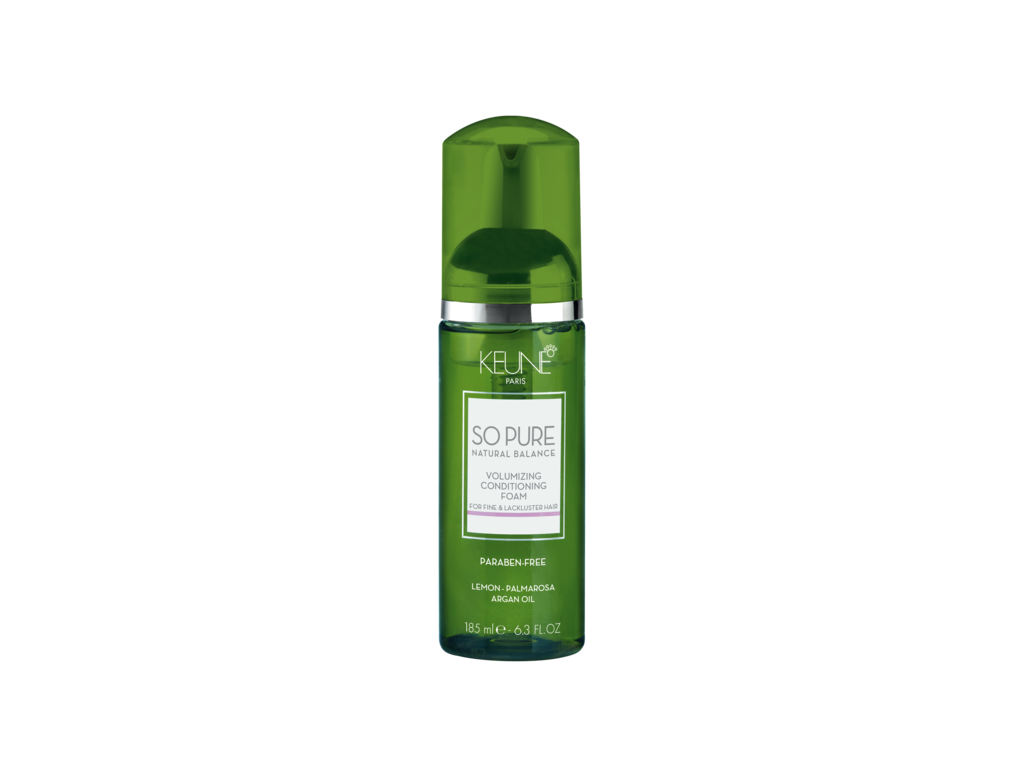 KEUNE
PARIS
SO PURE
NATURAL BALANCE
VOLUMIZING
CONDITIONING
FOAM
FOR FINE & LACKLUSTER HAIR
PARABEN-FREE
LEMON - PALMAROSA
ARGAN OIL
185 ml ℮ - 6.3 FL.OZ